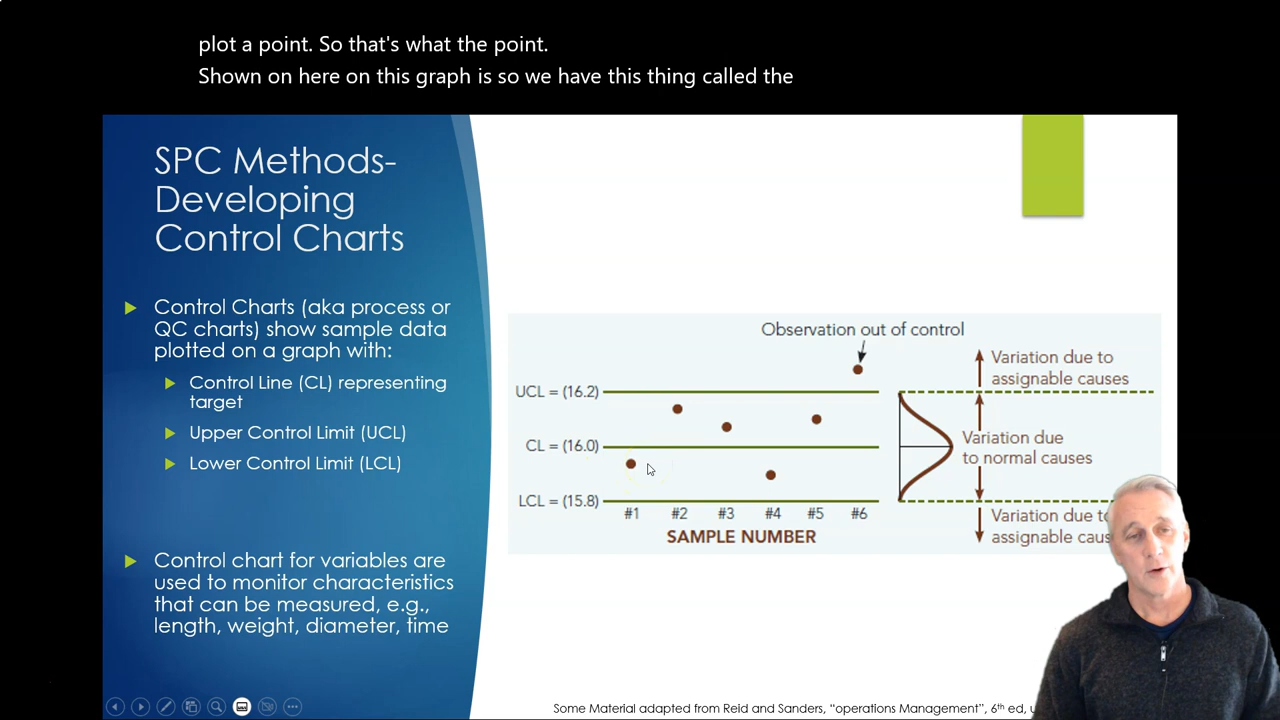 plot a point. So that's what the point.
Shown on here on this graph is so we have this thing called the
SPC Methods-
Developing
Control Charts
Control Charts (aka process or
QC charts) show sample data
plotted on a graph with:
Control Line (CL) representing
target
Upper Control Limit (UCL)
Lower Control Limit (LCL)
Control chart for variables are
used to monitor characteristics
that can be measured, e.g.,
length, weight, diameter, time
Observation out of control
UCL = (16.2)
CL = (16.0)
LCL = (15.8)
#1 #2 #3 #4 #5 #6
SAMPLE NUMBER
Variation due to
assignable causes
Variation due
to normal causes
Variation due
assignable
Some Material adapted from Reid and Sanders, "operations Management", 6th ed,